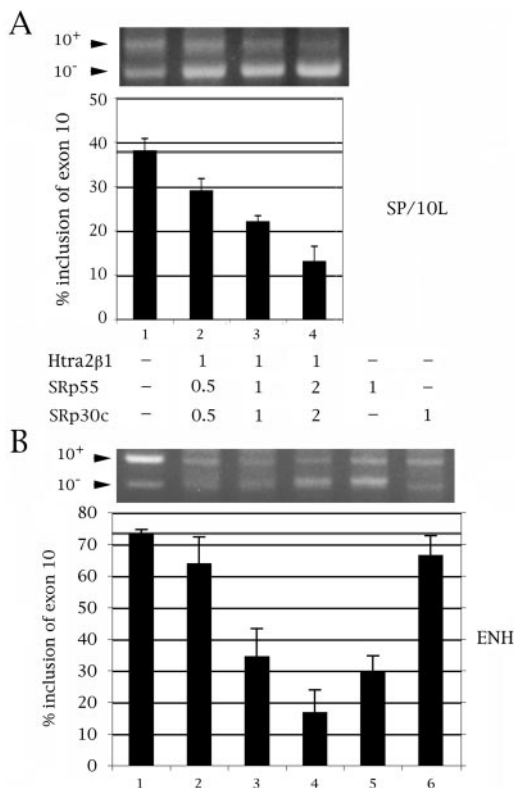 A
10+
10-
50
40
30
20
10
0
% inclusion of exon 10
SP/10L
1 2 3 4
Htra2β1 – 1 1 1 – –
SRp55 – 0.5 1 2 1 –
SRp30c – 0.5 1 2 – 1
B
10+
10-
80
70
60
50
40
30
20
10
0
% inclusion of exon 10
ENH
1 2 3 4 5 6